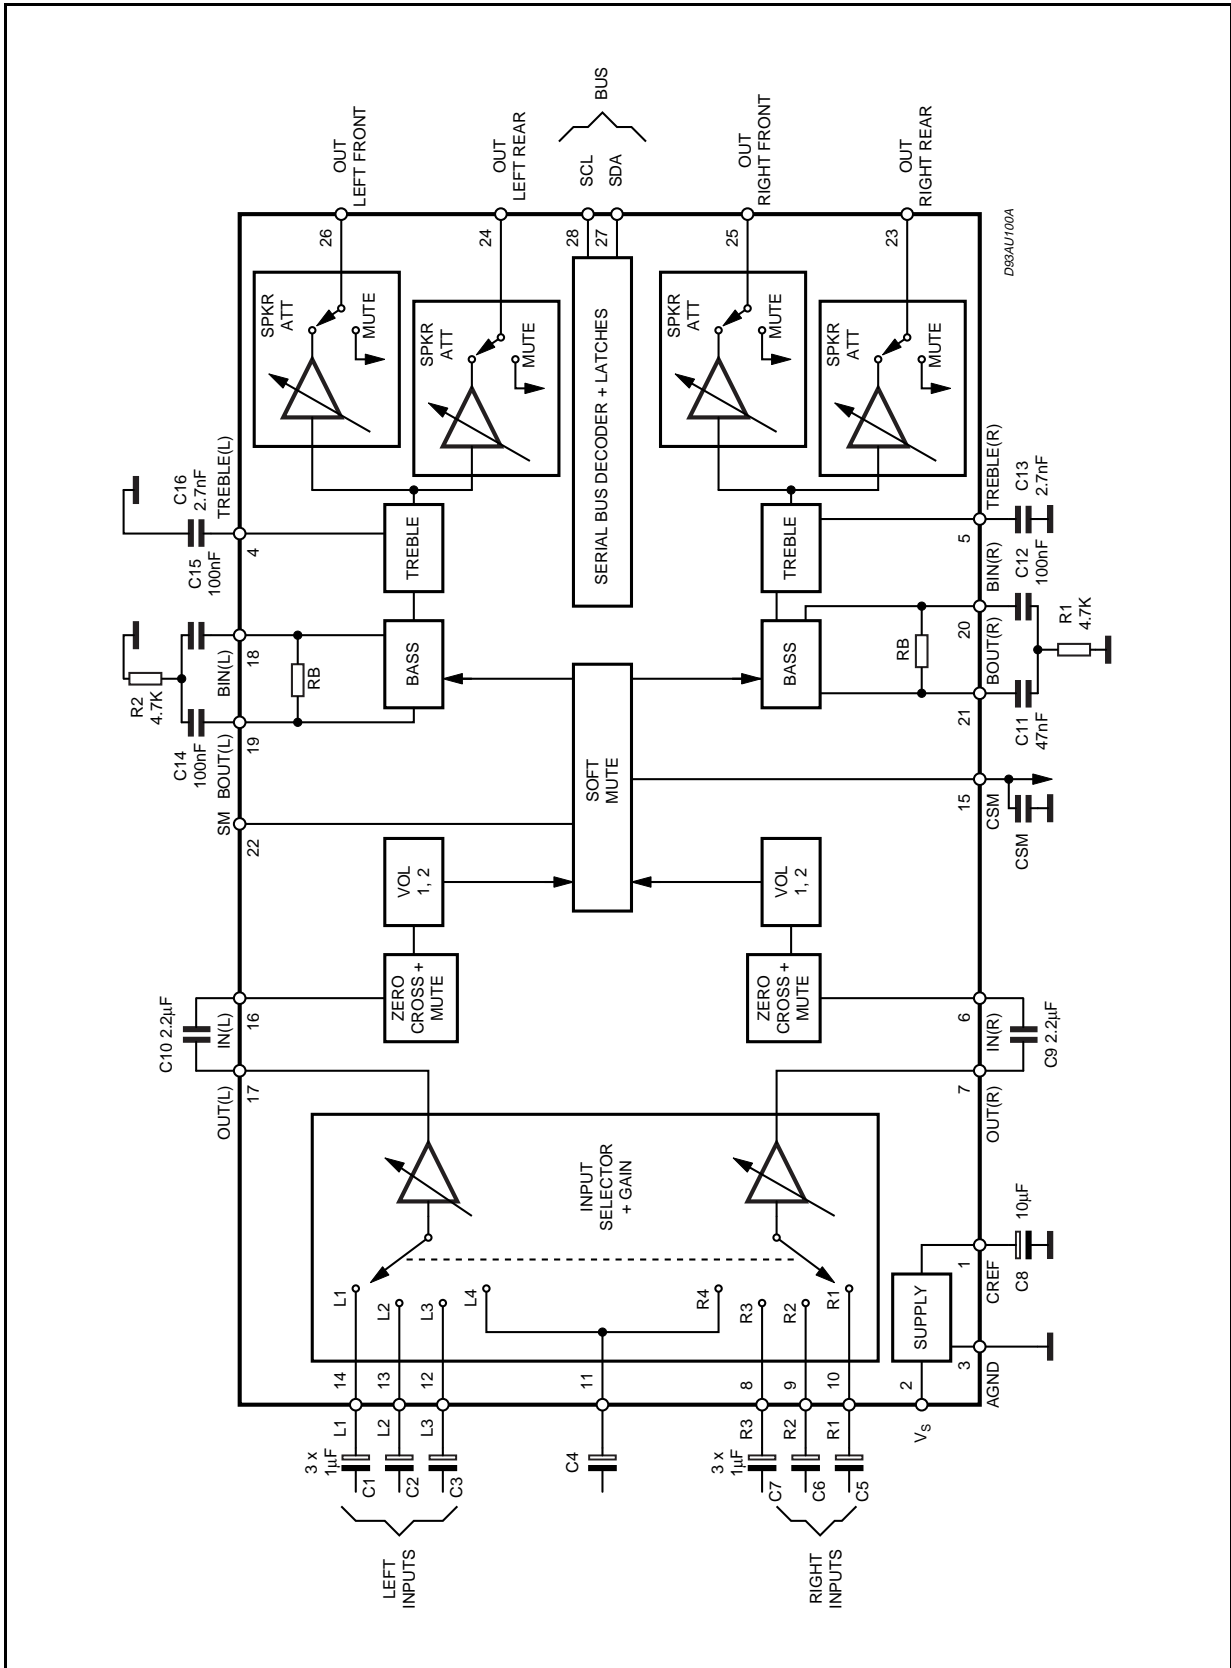 BUS
OUT
LEFT FRONT
OUT
LEFT REAR
SCL
SDA
OUT
RIGHT FRONT
OUT
RIGHT REAR
26
24
28
27
25
23
D93AU100A
SPKR
ATT
MUTE
SPKR
ATT
MUTE
SERIAL BUS DECODER + LATCHES
SPKR
ATT
MUTE
SPKR
ATT
MUTE
C16
2.7nF
TREBLE(L)
4
TREBLE
TREBLE
5
TREBLE(R)
C13
2.7nF
C15
100nF
R2
4.7K
18
BIN(L)
RB
BASS
BASS
RB
20
BIN(R)
C12
100nF
R1
4.7K
C14
100nF
BOUT(L)
19
21
BOUT(R)
C11
47nF
SM
22
SOFT
MUTE
15
CSM
CSM
VOL
1, 2
VOL
1, 2
C10 2.2µF
IN(L)
16
ZERO
CROSS +
MUTE
ZERO
CROSS +
MUTE
6
IN(R)
C9 2.2µF
OUT(L)
17
7
OUT(R)
INPUT
SELECTOR
+ GAIN
L1
L2
L3
L4
R4
R3
R2
R1
SUPPLY
1
CREF
C8
10µF
14
13
12
11
8
9
10
2
3
AGND
L1
L2
L3
R3
R2
R1
VS
3 x
1µF
C1
C2
C3
C4
3 x
1µF
C7
C6
C5
LEFT
INPUTS
RIGHT
INPUTS